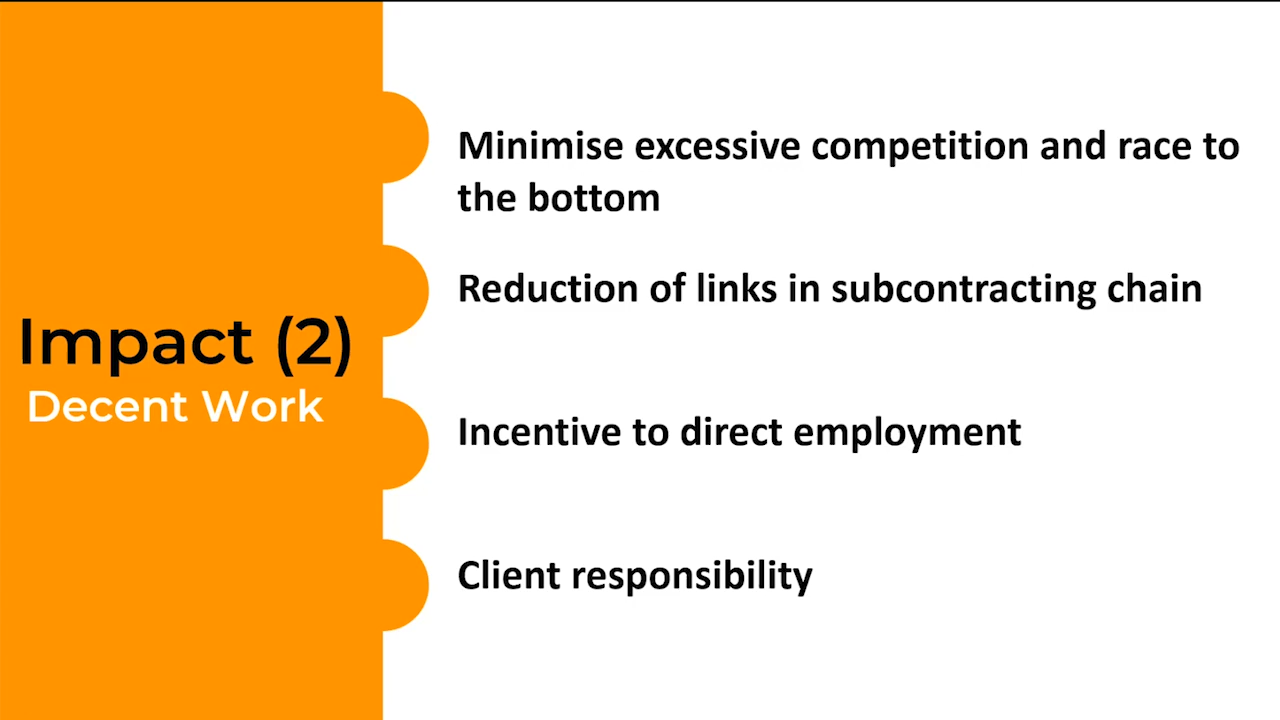 Impact (2)
Decent Work
Minimise excessive competition and race to
the bottom
Reduction of links in subcontracting chain
Incentive to direct employment
Client responsibility